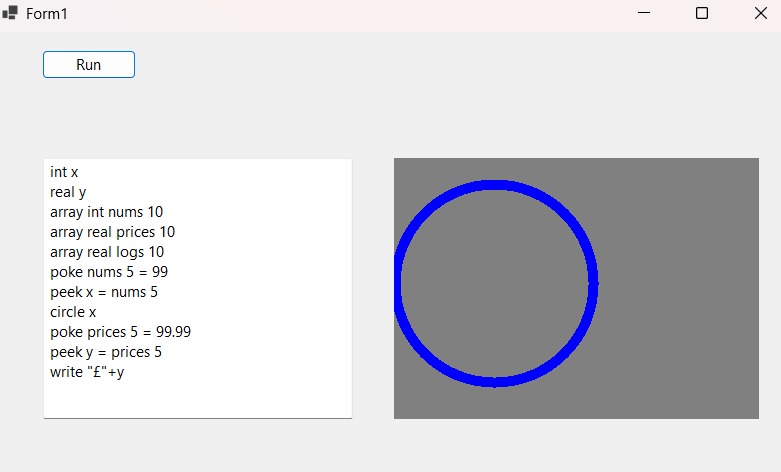 Form1
Run
int x
real y
array int nums 10
array real prices 10
array real logs 10
poke nums 5 = 99
peek x = nums 5
circle x
poke prices 5 = 99.99
peek y = prices 5
write "£"+y